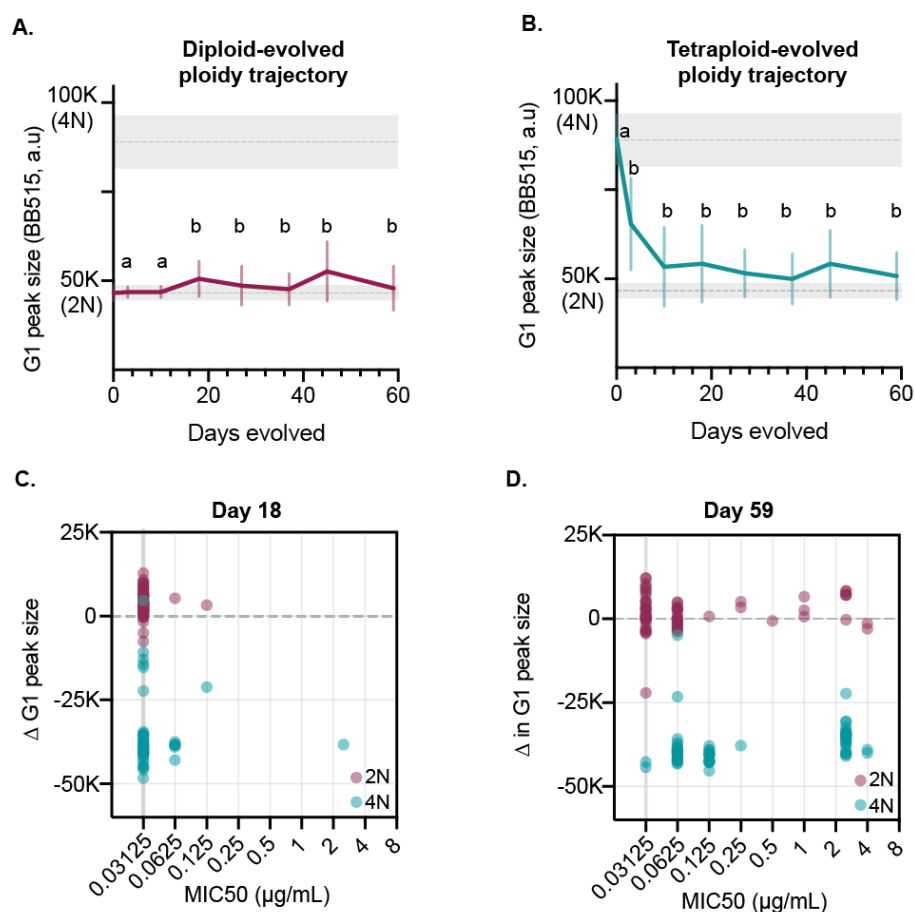 A.
Diploid-evolved
ploidy trajectory
100K
(4N)
50K
(2N)
G1 peak size (BB515, a.u)
a a b b b b b
0 20 40 60
Days evolved
B.
Tetraploid-evolved
ploidy trajectory
100K
(4N)
50K
(2N)
G1 peak size (BB515, a.u)
a
b
b b b b b b
0 20 40 60
Days evolved
C.
Day 18
25K
0
-25K
-50K
Δ G1 peak size
2N
4N
0.03125 0.0625 0.125 0.25 0.5 1 2 4 8
MIC50 (µg/mL)
D.
Day 59
25K
0
-25K
-50K
Δ in G1 peak size
2N
4N
0.03125 0.0625 0.125 0.25 0.5 1 2 4 8
MIC50 (µg/mL)